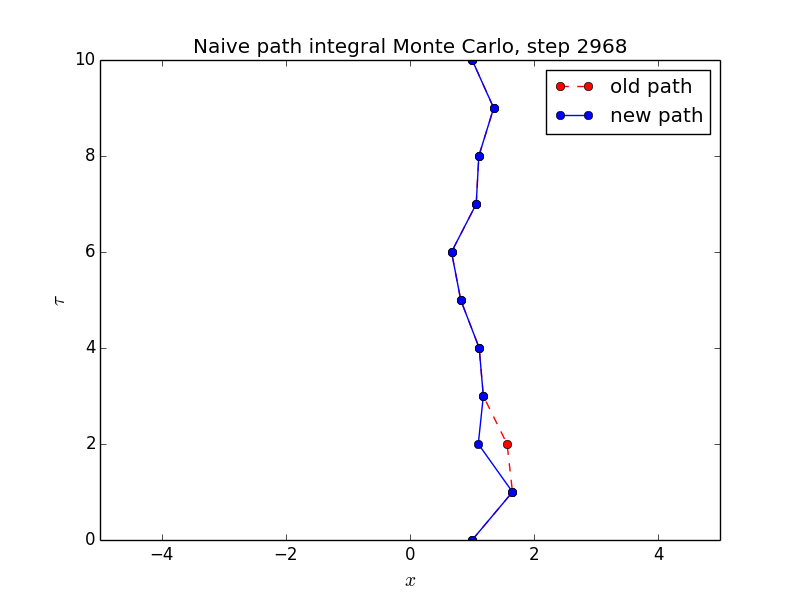 Naive path integral Monte Carlo, step 2968
10
8
6
4
2
0
τ
−4
−2
0
2
4
x
old path
new path